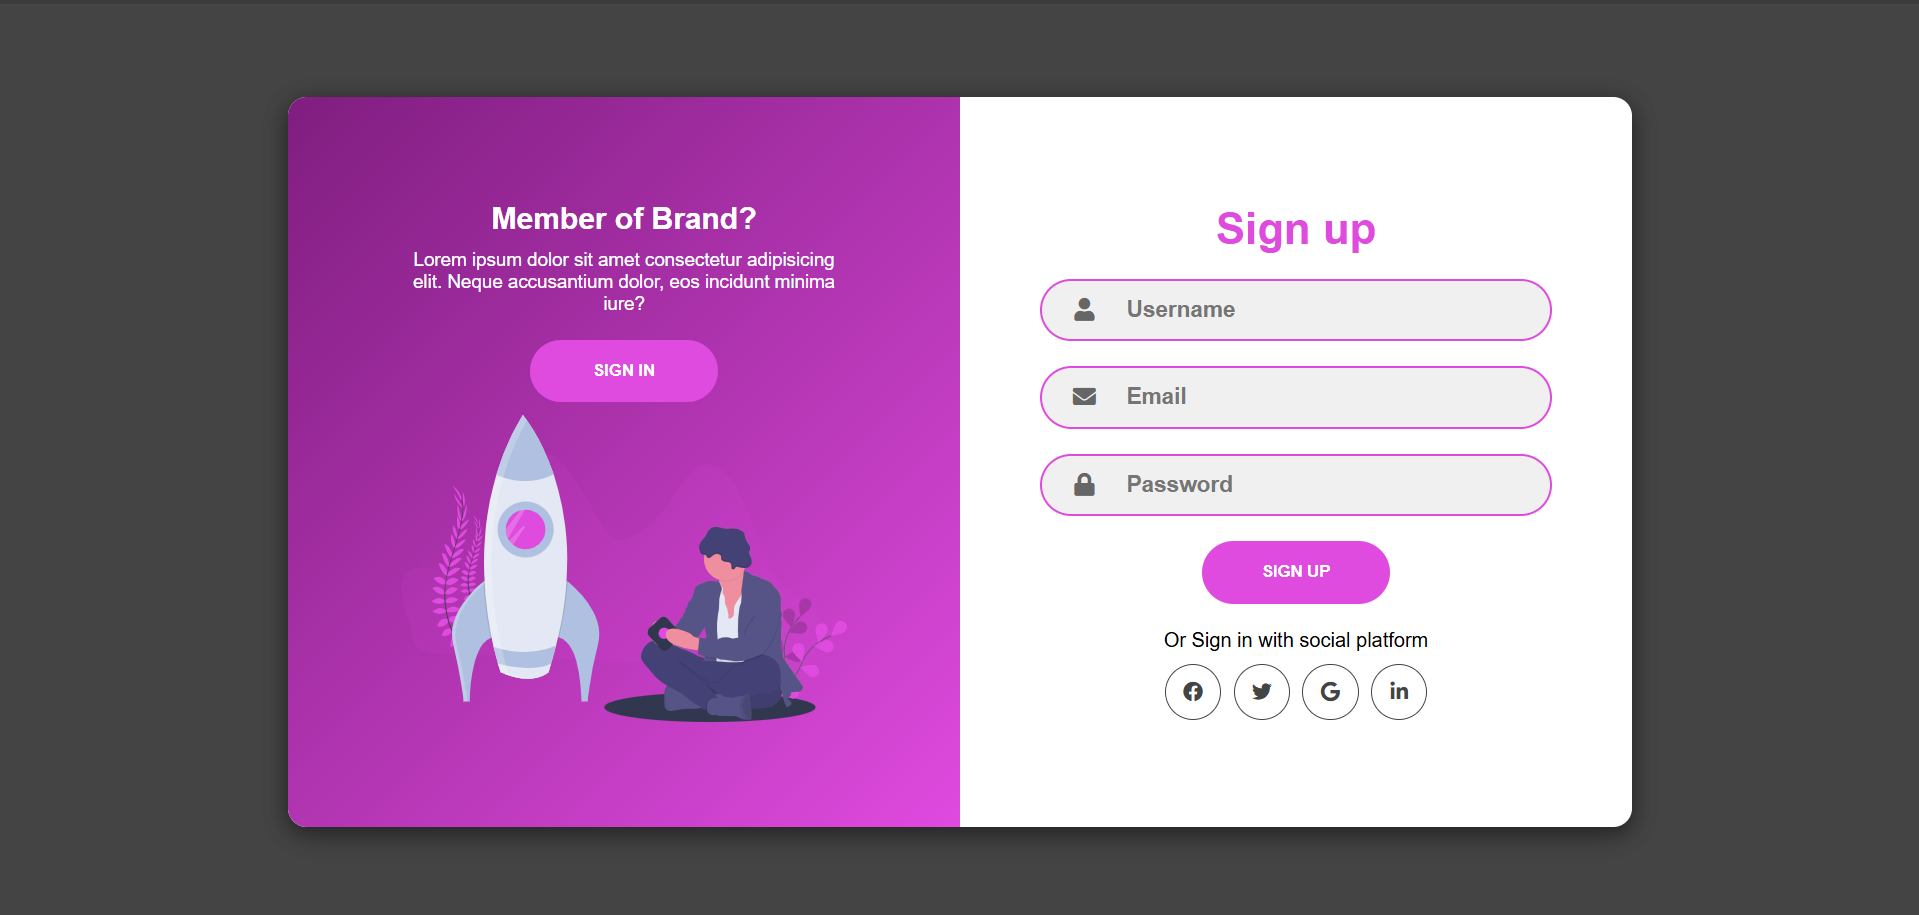 Member of Brand?
Lorem ipsum dolor sit amet consectetur adipisicing
elit. Neque accusantium dolor, eos incidunt minima
iure?
SIGN IN
Sign up
Username
Email
Password
SIGN UP
Or Sign in with social platform